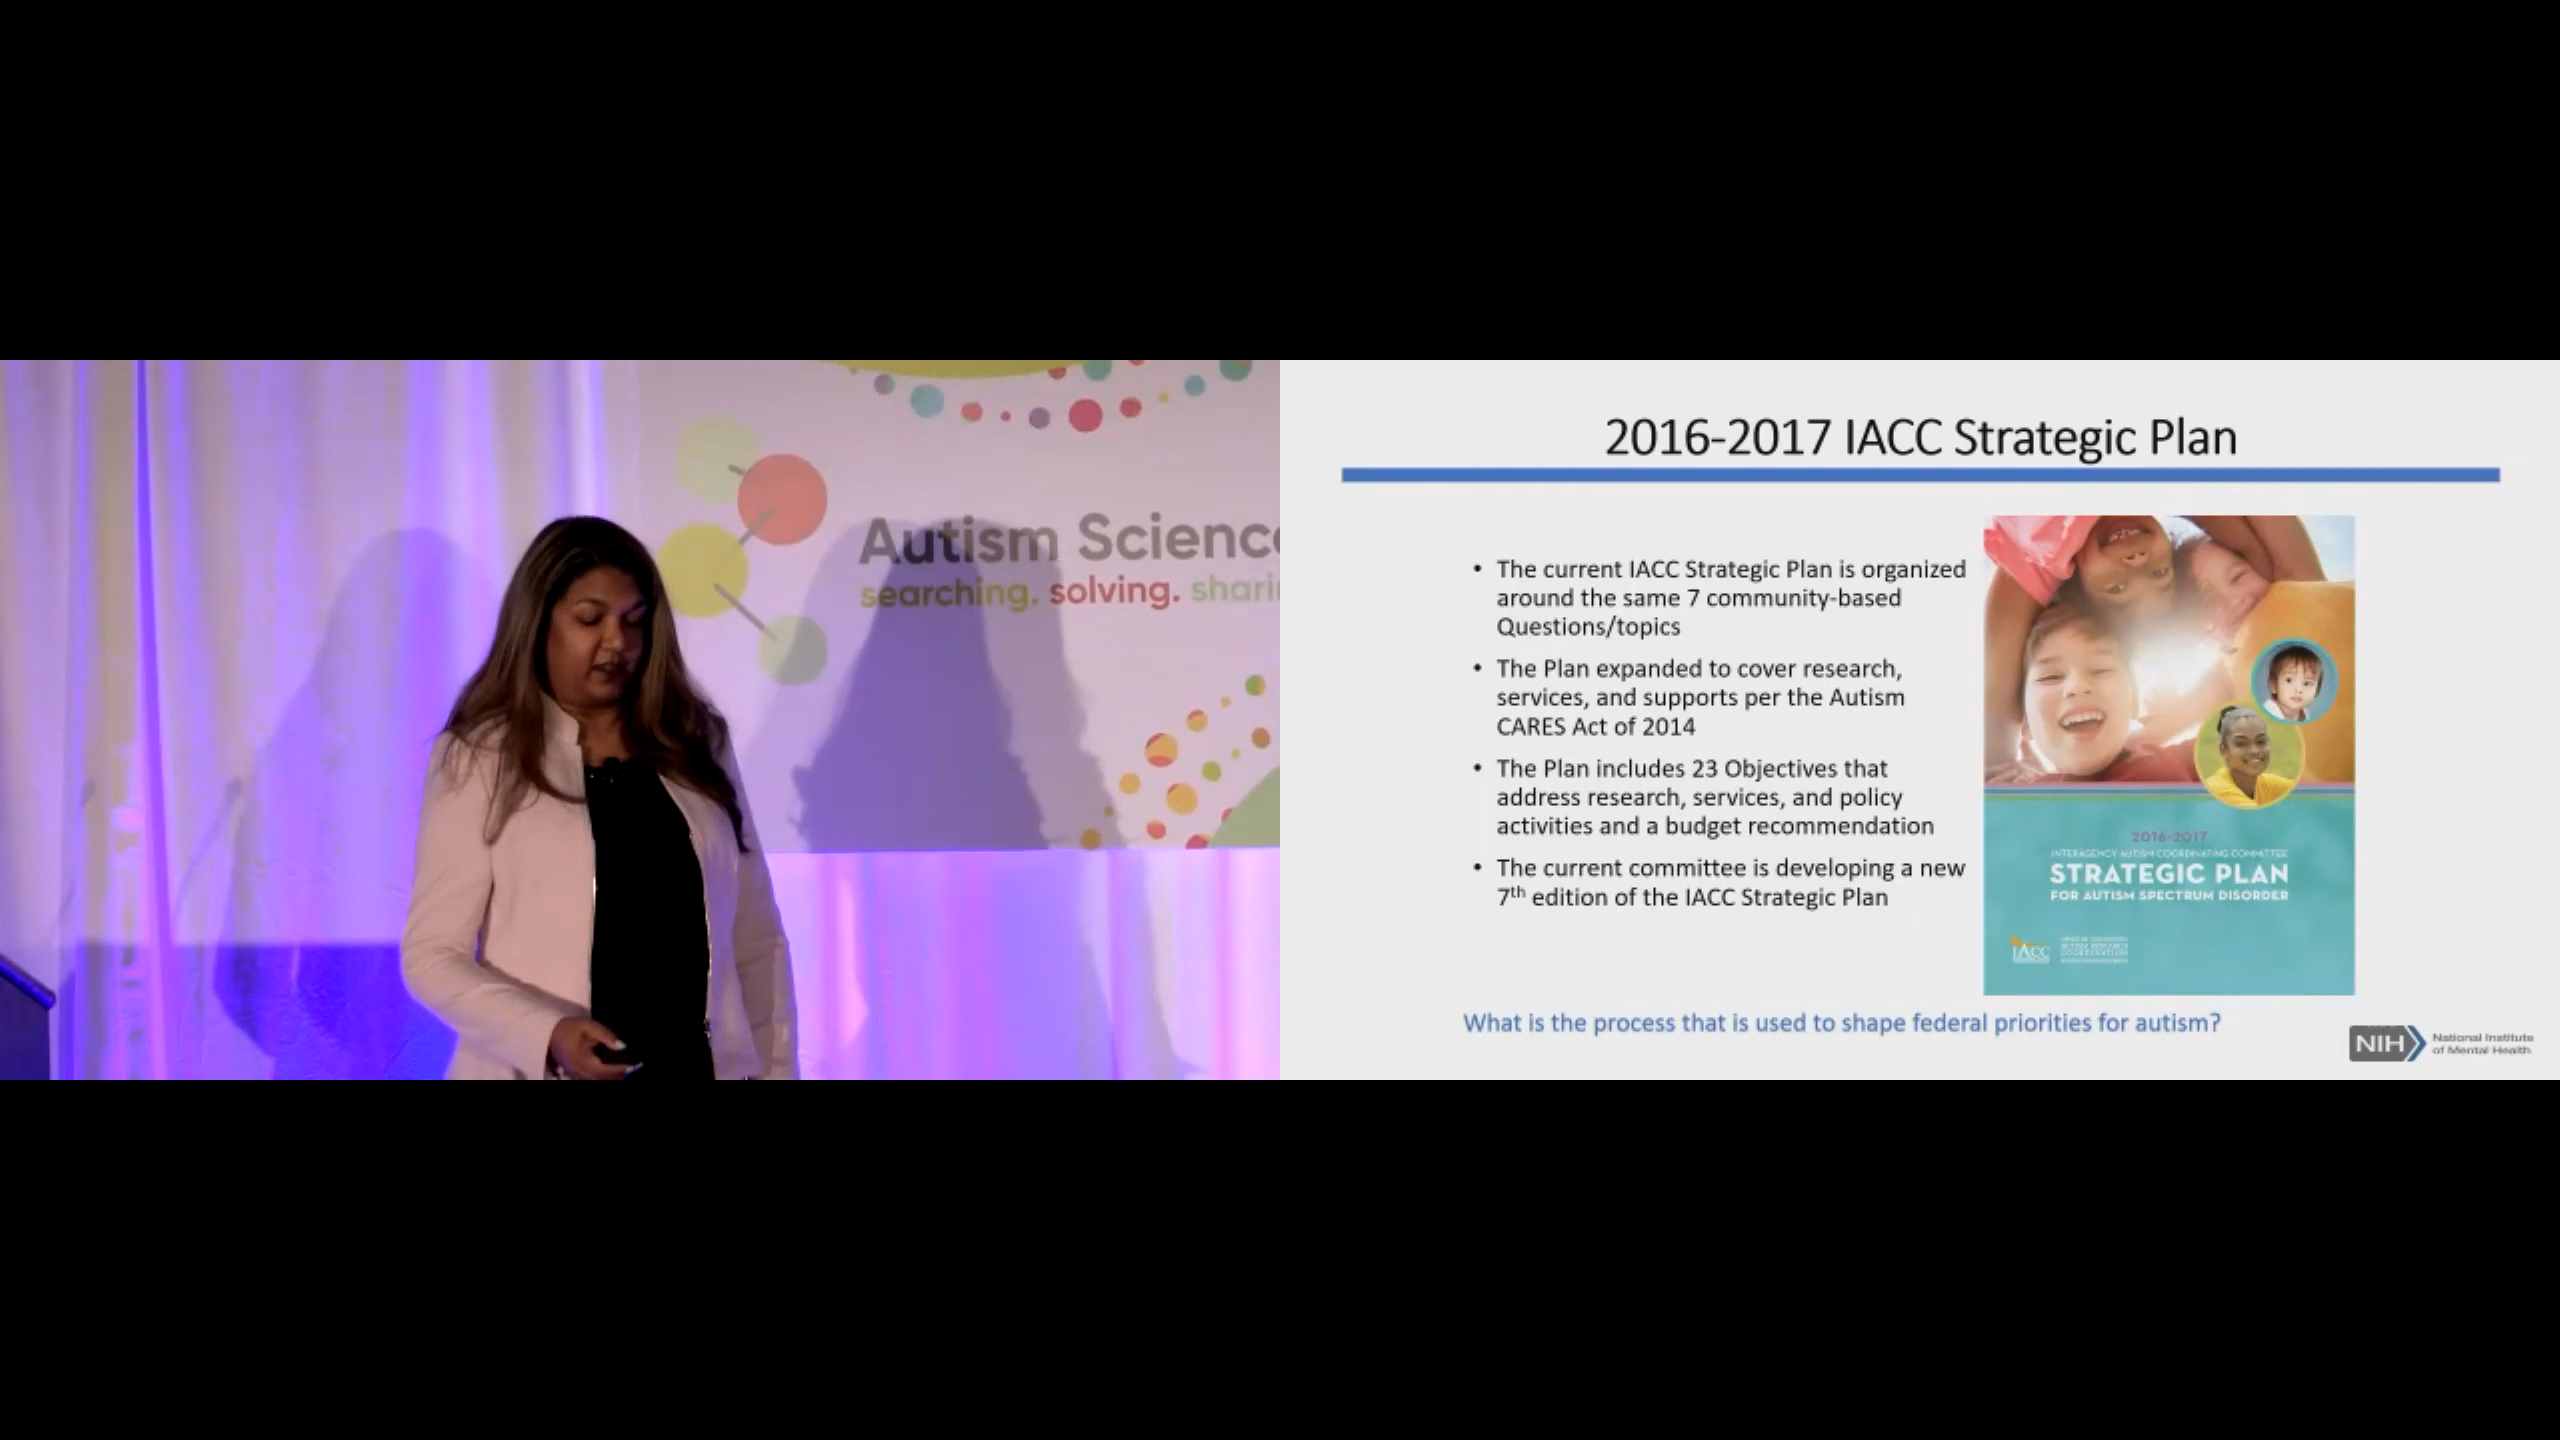 Autism Scienc
searching. solving. shari
2016-2017 IACC Strategic Plan
• The current IACC Strategic Plan is organized
around the same 7 community-based
Questions/topics
• The Plan expanded to cover research,
services, and supports per the Autism
CARES Act of 2014
• The Plan includes 23 Objectives that
address research, services, and policy
activities and a budget recommendation
• The current committee is developing a new
7th edition of the IACC Strategic Plan
2016-2017
INTERAGENCY AUTISM COORDINATING COMMITTEE
STRATEGIC PLAN
FOR AUTISM SPECTRUM DISORDER
IACC
AUTISM RESEARCH
COORDINATION
What is the process that is used to shape federal priorities for autism?
NIH
National Institute
of Mental Health